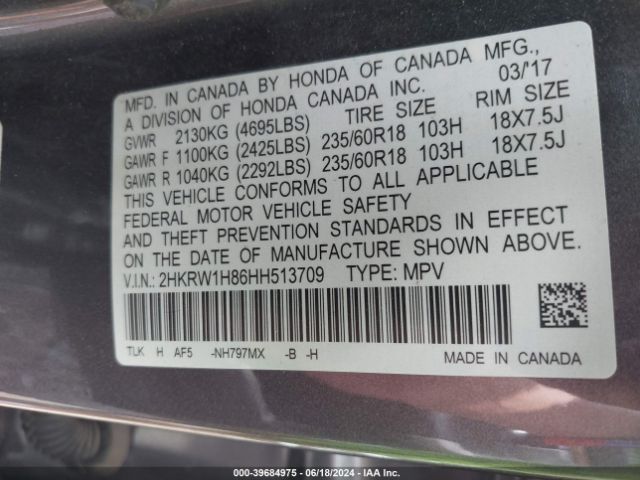 MFD. IN CANADA BY HONDA OF CANADA MFG.,
A DIVISION OF HONDA CANADA INC. 03/'17
GVWR 2130KG (4695LBS) TIRE SIZE RIM SIZE
GAWR F 1100KG (2425LBS) 235/60R18 103H 18X7.5J
GAWR R 1040KG (2292LBS) 235/60R18 103H 18X7.5J
THIS VEHICLE CONFORMS TO ALL APPLICABLE
FEDERAL MOTOR VEHICLE SAFETY
AND THEFT PREVENTION STANDARDS IN EFFECT
ON THE DATE OF MANUFACTURE SHOWN ABOVE.
V.I.N.: 2HKRW1H86HH513709 TYPE: MPV
TLK H AF5 -NH797MX -B -H MADE IN CANADA
000-39684975 - 06/18/2024 - IAA Inc.